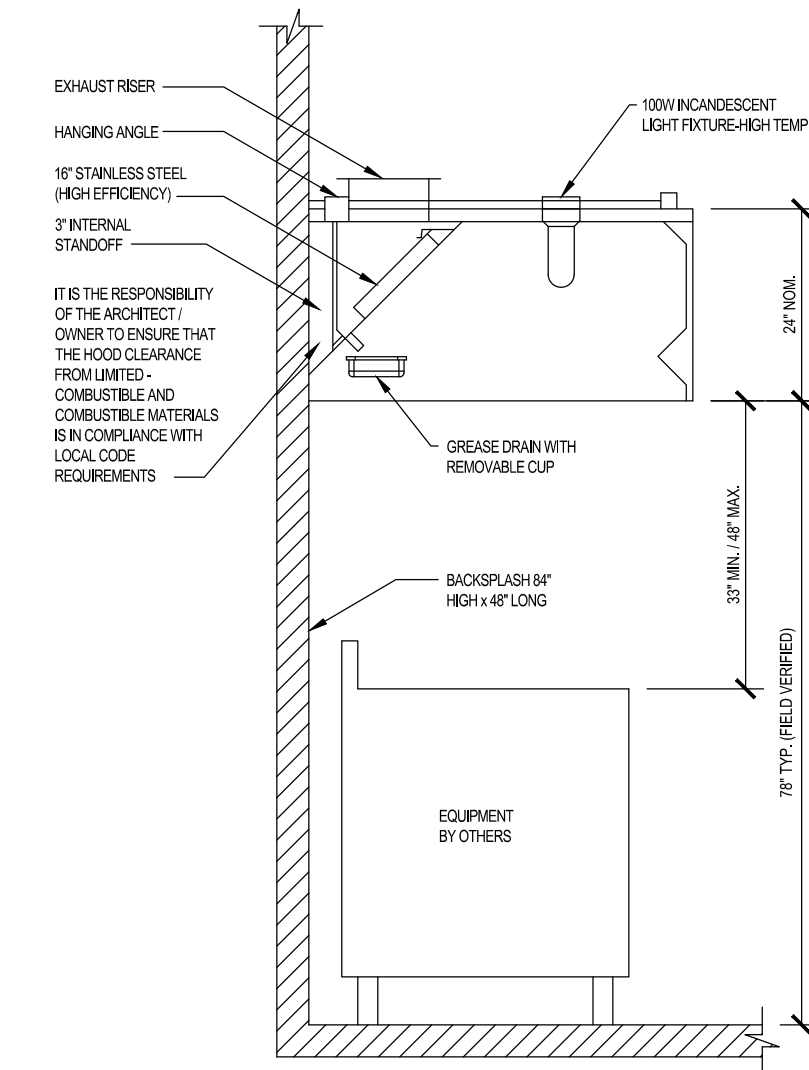 EXHAUST RISER
HANGING ANGLE
16" STAINLESS STEEL
(HIGH EFFICIENCY)
3" INTERNAL
STANDOFF
IT IS THE RESPONSIBILITY
OF THE ARCHITECT /
OWNER TO ENSURE THAT
THE HOOD CLEARANCE
FROM LIMITED -
COMBUSTIBLE AND
COMBUSTIBLE MATERIALS
IS IN COMPLIANCE WITH
LOCAL CODE
REQUIREMENTS
100W INCANDESCENT
LIGHT FIXTURE-HIGH TEMP
24" NOM.
GREASE DRAIN WITH
REMOVABLE CUP
33" MIN. / 48" MAX.
BACKSPLASH 84"
HIGH x 48" LONG
78" TYP. (FIELD VERIFIED)
EQUIPMENT
BY OTHERS